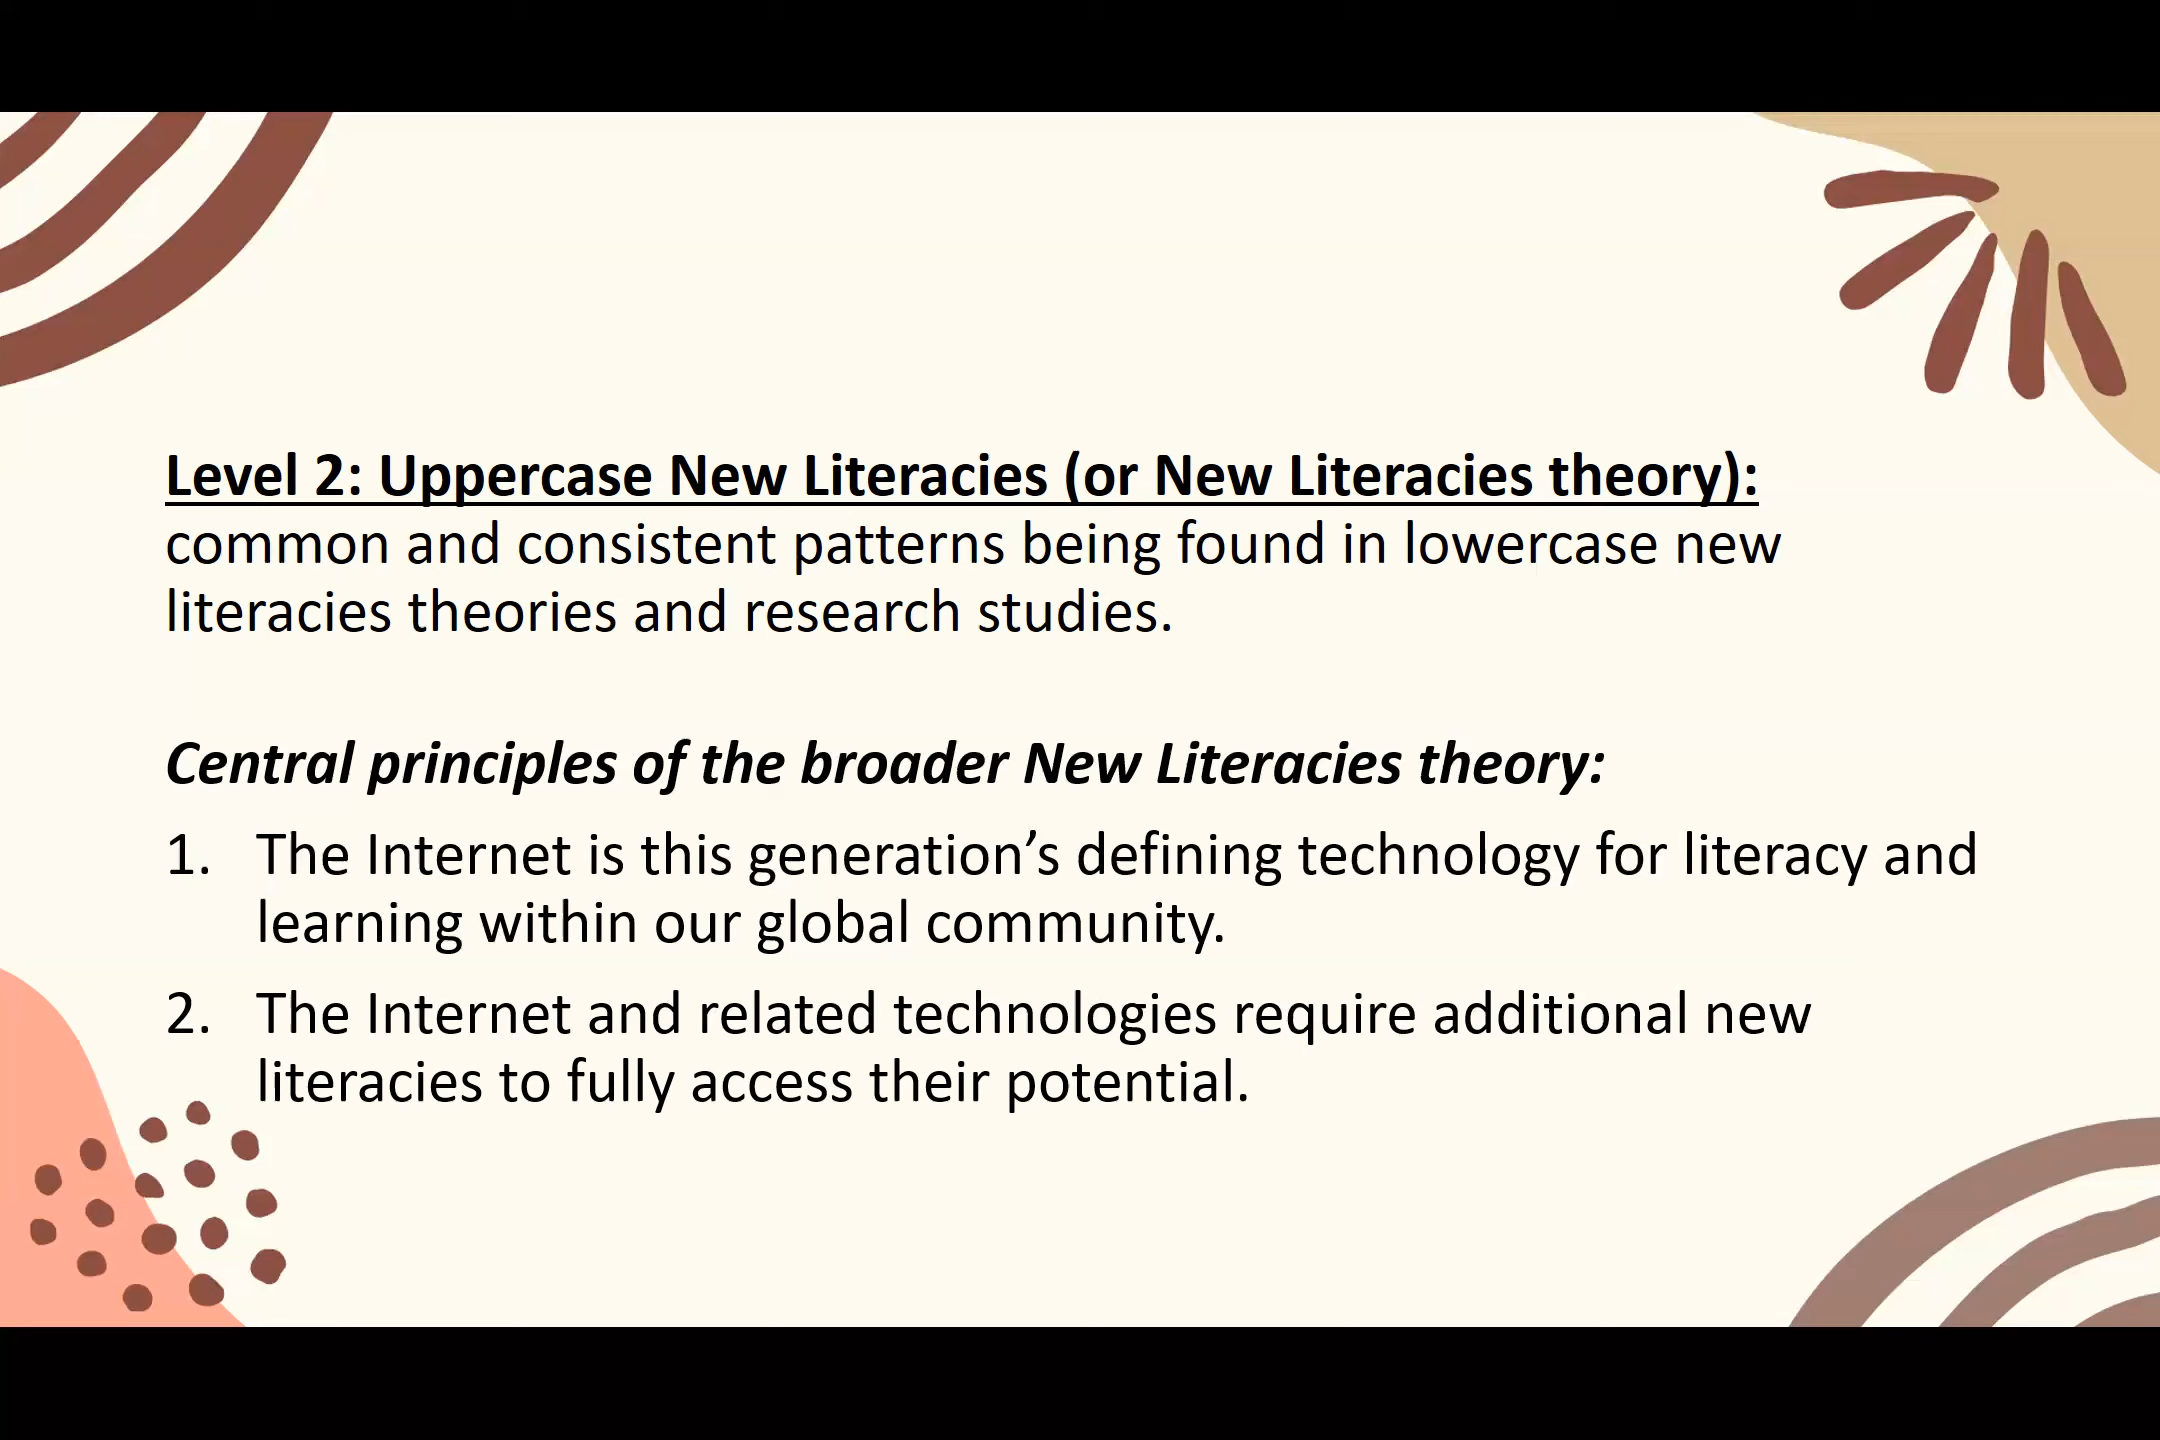 Level 2: Uppercase New Literacies (or New Literacies theory):
common and consistent patterns being found in lowercase new
literacies theories and research studies.
Central principles of the broader New Literacies theory:
1. The Internet is this generation’s defining technology for literacy and
learning within our global community.
2. The Internet and related technologies require additional new
literacies to fully access their potential.